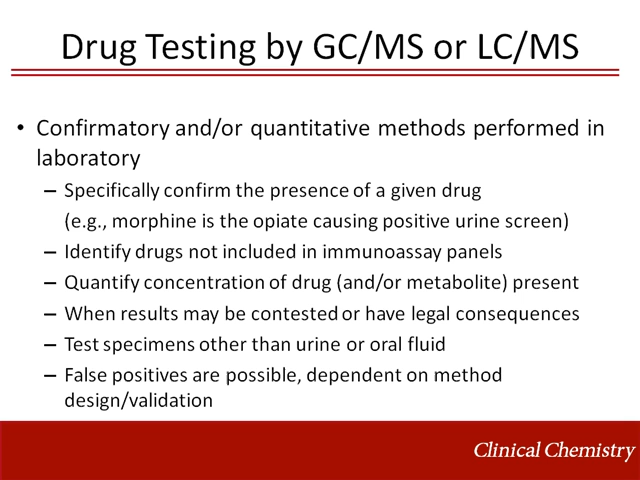 Drug Testing by GC/MS or LC/MS
• Confirmatory and/or quantitative methods performed in
laboratory
– Specifically confirm the presence of a given drug
(e.g., morphine is the opiate causing positive urine screen)
– Identify drugs not included in immunoassay panels
– Quantify concentration of drug (and/or metabolite) present
– When results may be contested or have legal consequences
– Test specimens other than urine or oral fluid
– False positives are possible, dependent on method
design/validation
Clinical Chemistry